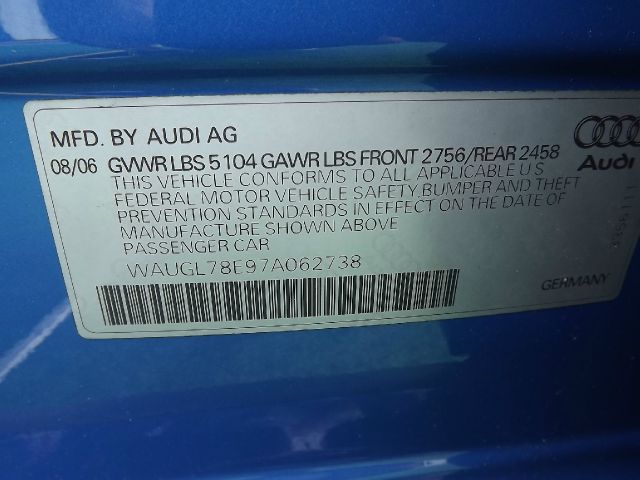 MFD. BY AUDI AG
08/06 GVWR LBS 5104 GAWR LBS FRONT 2756/REAR 2458
THIS VEHICLE CONFORMS TO ALL APPLICABLE U S
FEDERAL MOTOR VEHICLE SAFETY, BUMPER AND THEFT
PREVENTION STANDARDS IN EFFECT ON THE DATE OF
MANUFACTURE SHOWN ABOVE
PASSENGER CAR
WAUGL78E97A062738
Audi
GERMANY